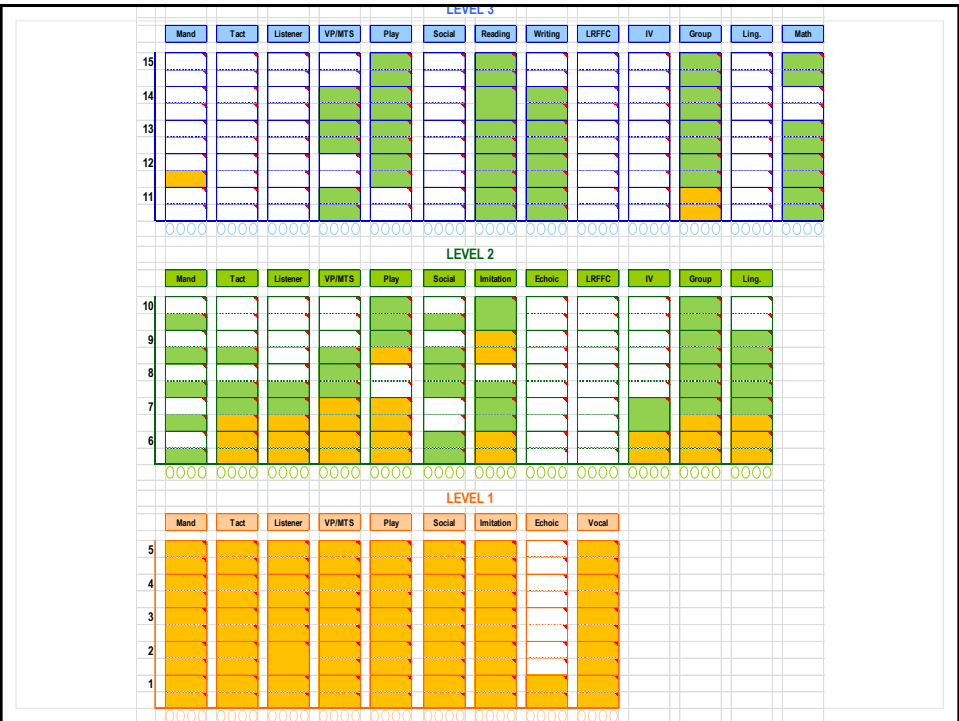 LEVEL 3
Mand Tact Listener VP/MTS Play Social Reading Writing LRFFC IV Group Ling. Math
15
14
13
12
11
LEVEL 2
Mand Tact Listener VP/MTS Play Social Imitation Echoic LRFFC IV Group Ling.
10
9
8
7
6
LEVEL 1
Mand Tact Listener VP/MTS Play Social Imitation Echoic Vocal
5
4
3
2
1